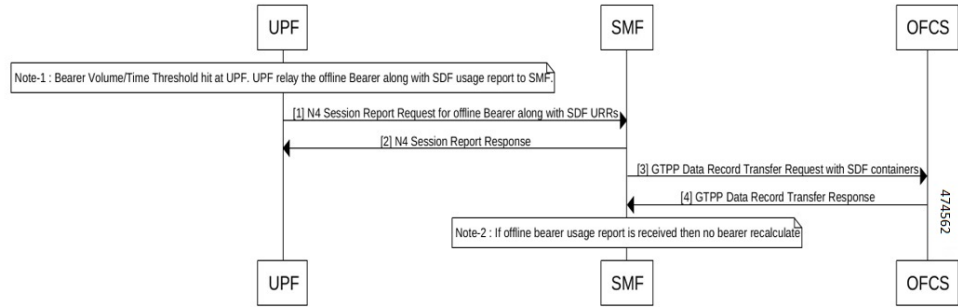 UPF
SMF
OFCS
Note-1 : Bearer Volume/Time Threshold hit at UPF. UPF relay the offline Bearer along with SDF usage report to SMF.
[1] N4 Session Report Request for offline Bearer along with SDF URRs
[2] N4 Session Report Response
[3] GTPP Data Record Transfer Request with SDF containers
[4] GTPP Data Record Transfer Response
474562
Note-2 : If offline bearer usage report is received then no bearer recalculate
UPF
SMF
OFCS